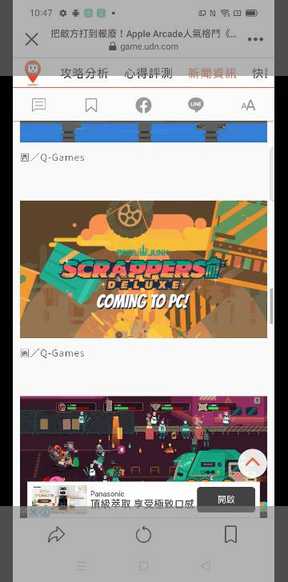 10:47
把敵方打到報廢！Apple Arcade人氣格鬥《...
game.udn.com
攻略分析 心得評測 新聞資訊 快
AA
圖／Q-Games
PIXELJUNK
SCRAPPERS
DELUXE
COMING TO PC!
圖／Q-Games
Panasonic
頂級萃取 享受極致口感
開啟